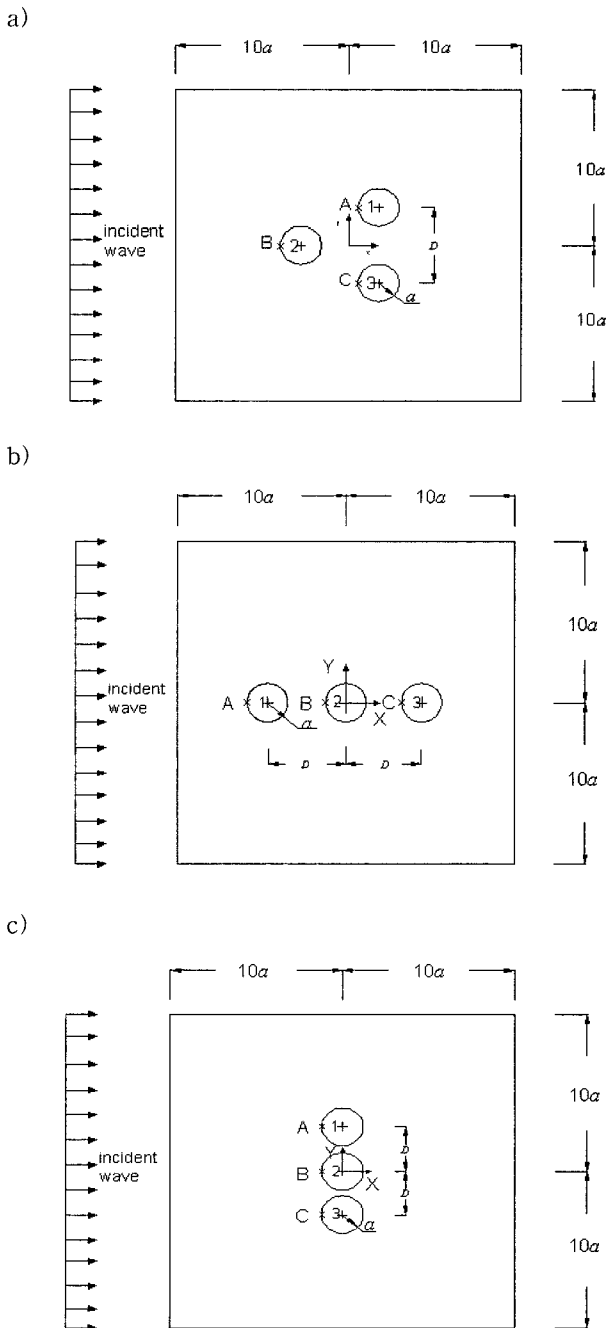 a)
10a 10a
10a
A 1
incident
wave
B 2
D
C 3
a
10a
b)
10a 10a
10a
Y
incident
wave
A 1 B 2 C 3
a X
D D
10a
c)
10a 10a
10a
A 1
D
incident
wave
Y
B 2
X
D
C 3
a
10a